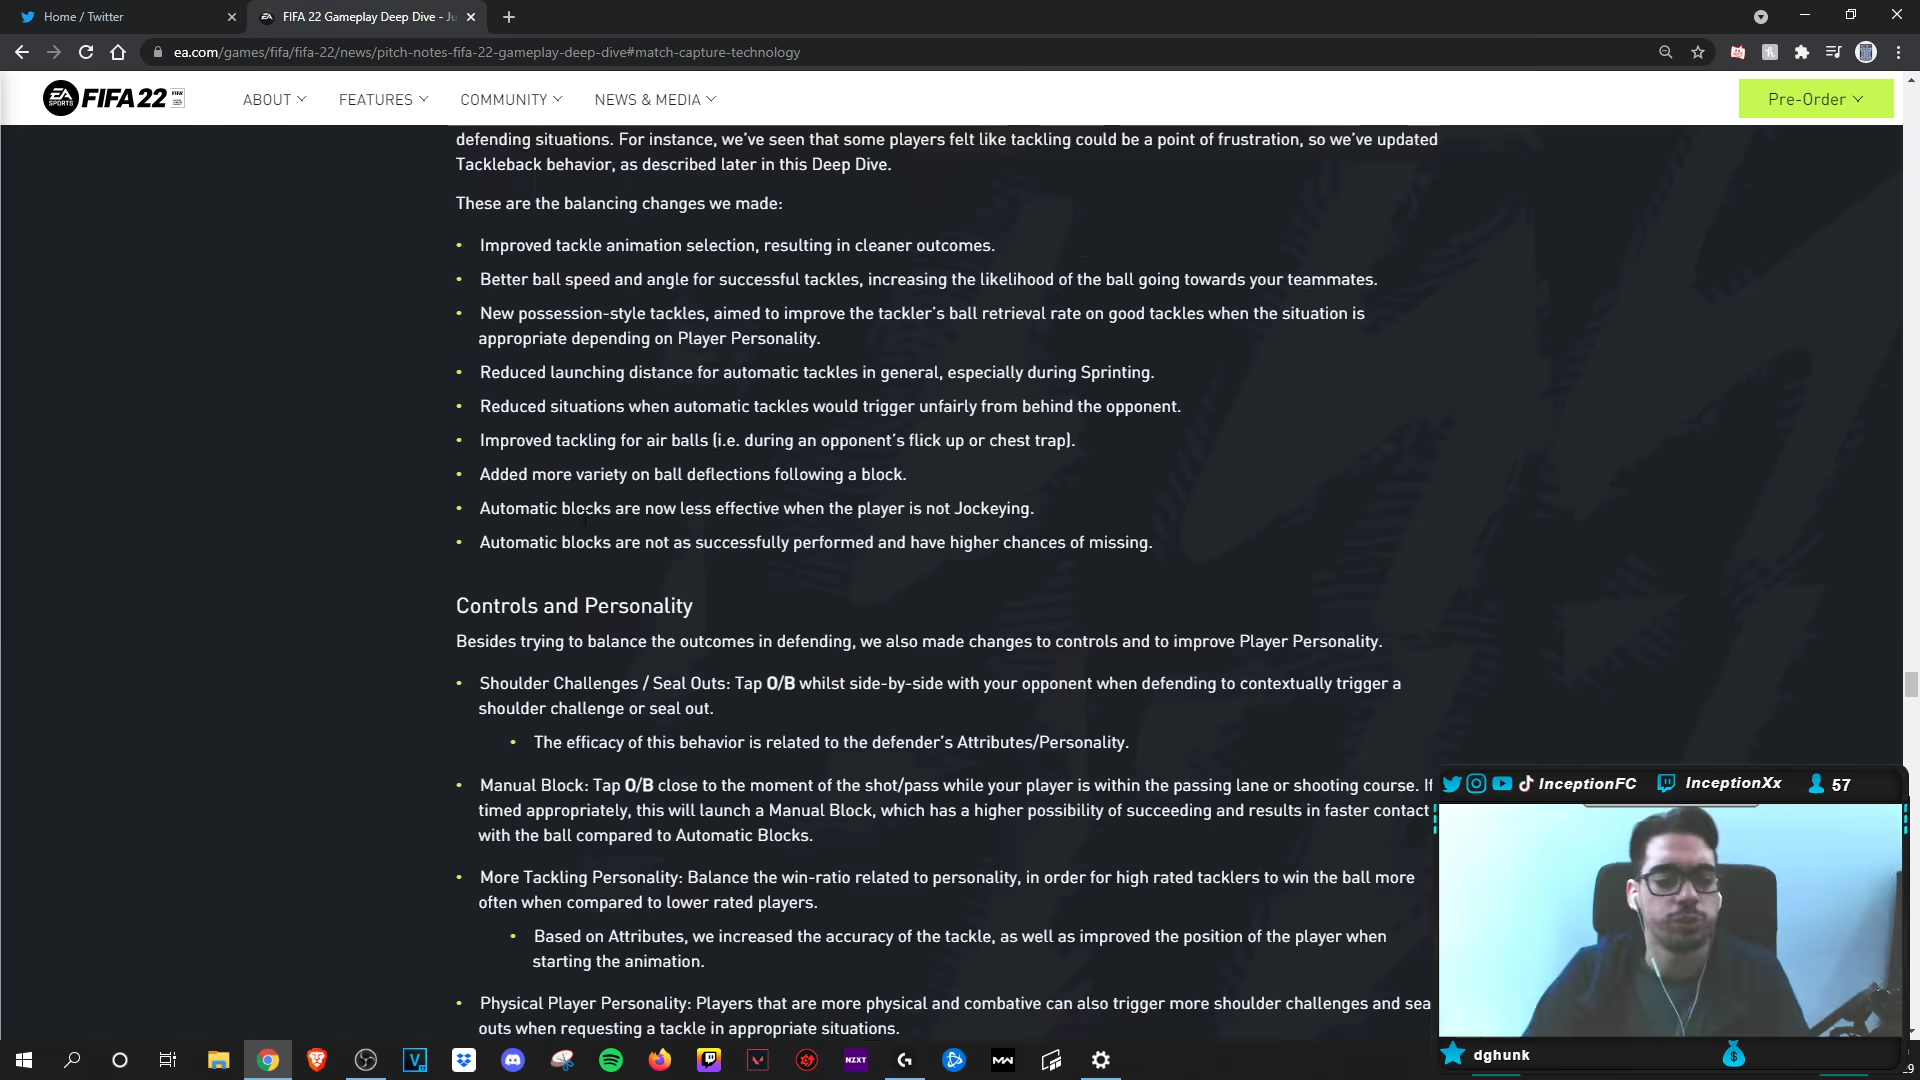 Home / Twitter
FIFA 22 Gameplay Deep Dive - Ju
ea.com/games/fifa/fifa-22/news/pitch-notes-fifa-22-gameplay-deep-dive#match-capture-technology
EA SPORTS FIFA 22 ABOUT FEATURES COMMUNITY NEWS & MEDIA Pre-Order
defending situations. For instance, we've seen that some players felt like tackling could be a point of frustration, so we've updated
Tackleback behavior, as described later in this Deep Dive.
These are the balancing changes we made:
• Improved tackle animation selection, resulting in cleaner outcomes.
• Better ball speed and angle for successful tackles, increasing the likelihood of the ball going towards your teammates.
• New possession-style tackles, aimed to improve the tackler's ball retrieval rate on good tackles when the situation is
appropriate depending on Player Personality.
• Reduced launching distance for automatic tackles in general, especially during Sprinting.
• Reduced situations when automatic tackles would trigger unfairly from behind the opponent.
• Improved tackling for air balls (i.e. during an opponent's flick up or chest trap).
• Added more variety on ball deflections following a block.
• Automatic blocks are now less effective when the player is not Jockeying.
• Automatic blocks are not as successfully performed and have higher chances of missing.
Controls and Personality
Besides trying to balance the outcomes in defending, we also made changes to controls and to improve Player Personality.
• Shoulder Challenges / Seal Outs: Tap O/B whilst side-by-side with your opponent when defending to contextually trigger a
shoulder challenge or seal out.
• The efficacy of this behavior is related to the defender's Attributes/Personality.
• Manual Block: Tap O/B close to the moment of the shot/pass while your player is within the passing lane or shooting course. If
timed appropriately, this will launch a Manual Block, which has a higher possibility of succeeding and results in faster contact
with the ball compared to Automatic Blocks.
• More Tackling Personality: Balance the win-ratio related to personality, in order for high rated tacklers to win the ball more
often when compared to lower rated players.
• Based on Attributes, we increased the accuracy of the tackle, as well as improved the position of the player when
starting the animation.
• Physical Player Personality: Players that are more physical and combative can also trigger more shoulder challenges and sea
outs when requesting a tackle in appropriate situations.
InceptionFC InceptionXx 57
dghunk
NZXT
MW